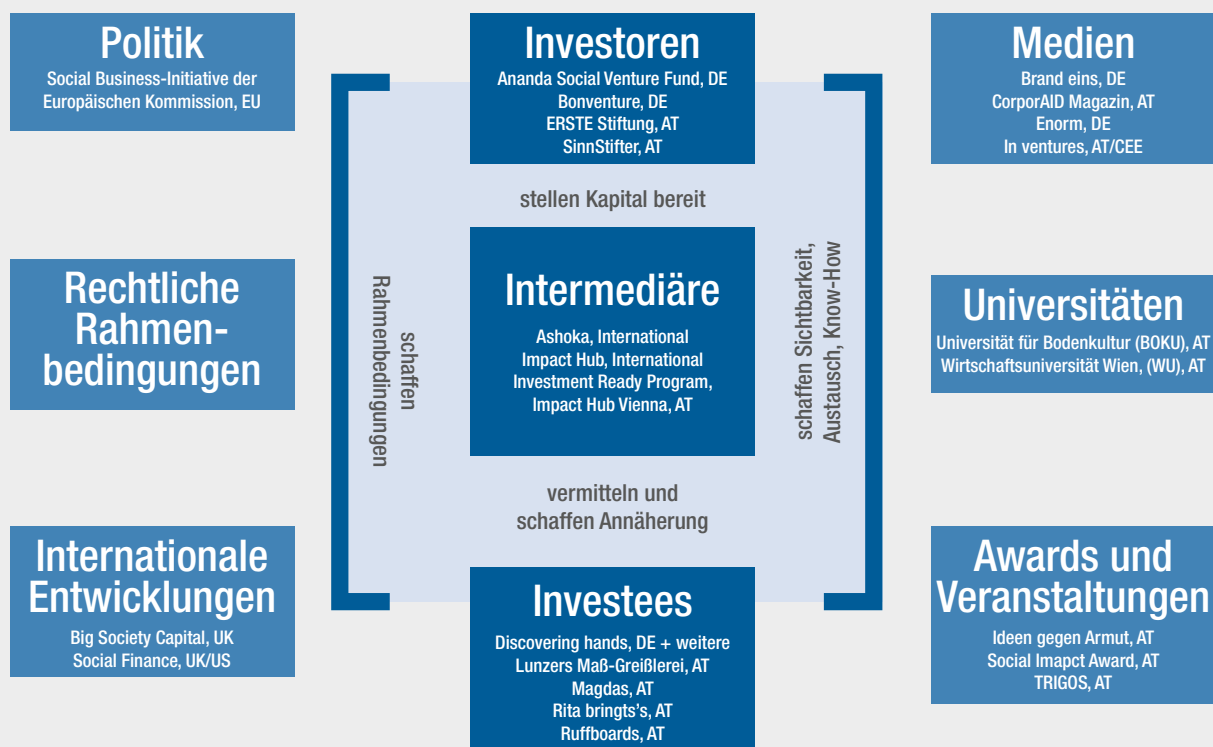 Politik
Social Business-Initiative der
Europäischen Kommission, EU
Rechtliche
Rahmen-
bedingungen
Internationale
Entwicklungen
Big Society Capital, UK
Social Finance, UK/US
schaffen
Rahmenbedingungen
Investoren
Ananda Social Venture Fund, DE
Bonventure, DE
ERSTE Stiftung, AT
SinnStifter, AT
stellen Kapital bereit
Intermediäre
Ashoka, International
Impact Hub, International
Investment Ready Program,
Impact Hub Vienna, AT
vermitteln und
schaffen Annäherung
Investees
Discovering hands, DE + weitere
Lunzers Maß-Greißlerei, AT
Magdas, AT
Rita bringts's, AT
Ruffboards, AT
schaffen Sichtbarkeit,
Austausch, Know-How
Medien
Brand eins, DE
CorporAID Magazin, AT
Enorm, DE
In ventures, AT/CEE
Universitäten
Universität für Bodenkultur (BOKU), AT
Wirtschaftsuniversität Wien, (WU), AT
Awards und
Veranstaltungen
Ideen gegen Armut, AT
Social Imapct Award, AT
TRIGOS, AT